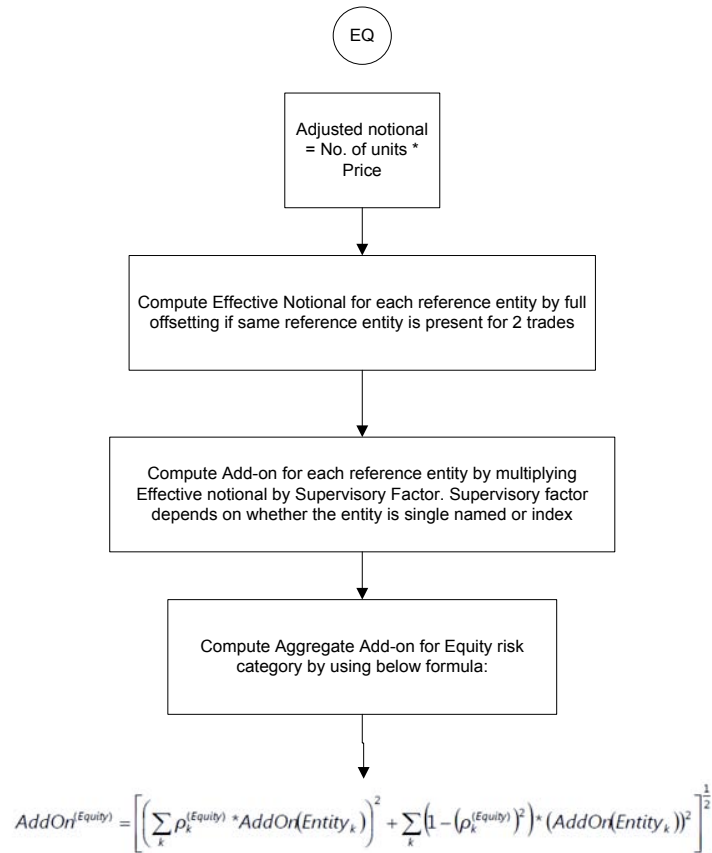 EQ
Adjusted notional
= No. of units *
Price
Compute Effective Notional for each reference entity by full
offsetting if same reference entity is present for 2 trades
Compute Add-on for each reference entity by multiplying
Effective notional by Supervisory Factor. Supervisory factor
depends on whether the entity is single named or index
Compute Aggregate Add-on for Equity risk
category by using below formula:
AddOn^(Equity) = [(∑_k ρ_k^(Equity) * AddOn(Entity_k))^2 + ∑_k (1 − (ρ_k^(Equity))^2) * (AddOn(Entity_k))^2]^(1/2)